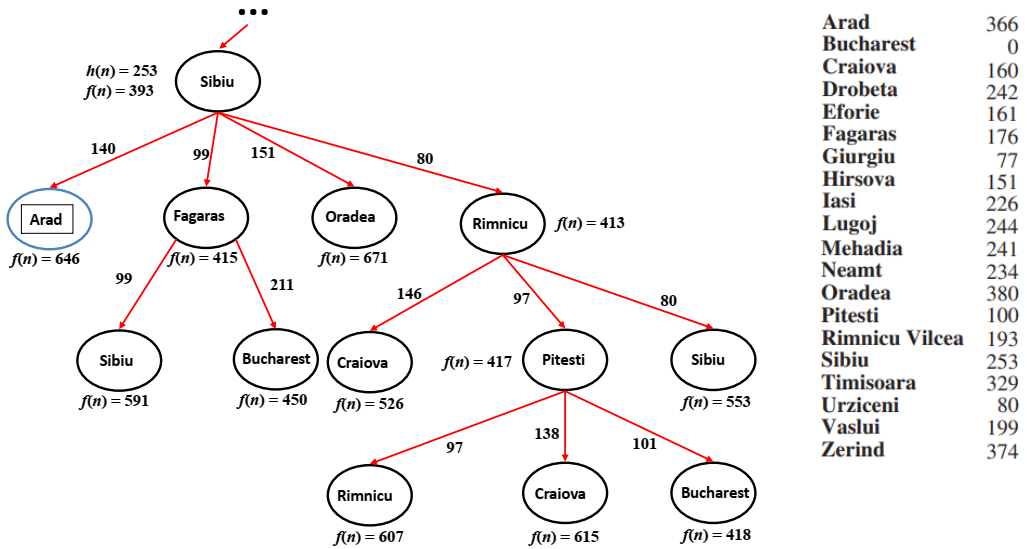 •••
h(n) = 253
f(n) = 393
Sibiu
140
99
151
80
Arad
Fagaras
Oradea
Rimnicu
f(n) = 413
f(n) = 646
f(n) = 415
f(n) = 671
99
211
146
97
80
Sibiu
Bucharest
Craiova
f(n) = 417
Pitesti
Sibiu
f(n) = 591
f(n) = 450
f(n) = 526
f(n) = 553
97
138
101
Rimnicu
Craiova
Bucharest
f(n) = 607
f(n) = 615
f(n) = 418
Arad 366
Bucharest 0
Craiova 160
Drobeta 242
Eforie 161
Fagaras 176
Giurgiu 77
Hirsova 151
Iasi 226
Lugoj 244
Mehadia 241
Neamt 234
Oradea 380
Pitesti 100
Rimnicu Vilcea 193
Sibiu 253
Timisoara 329
Urziceni 80
Vaslui 199
Zerind 374